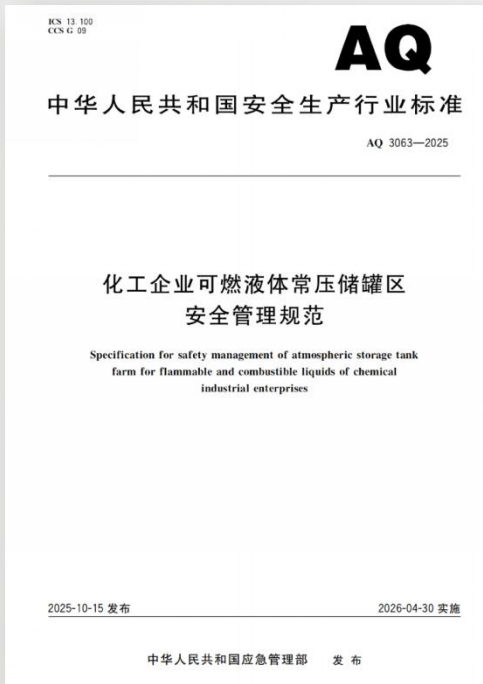 ICS 13.100
CCS G 09
AQ
中华人民共和国安全生产行业标准
AQ 3063—2025
化工企业可燃液体常压储罐区
安全管理规范
Specification for safety management of atmospheric storage tank
farm for flammable and combustible liquids of chemical
industrial enterprises
2025-10-15 发布
2026-04-30 实施
中华人民共和国应急管理部 发布